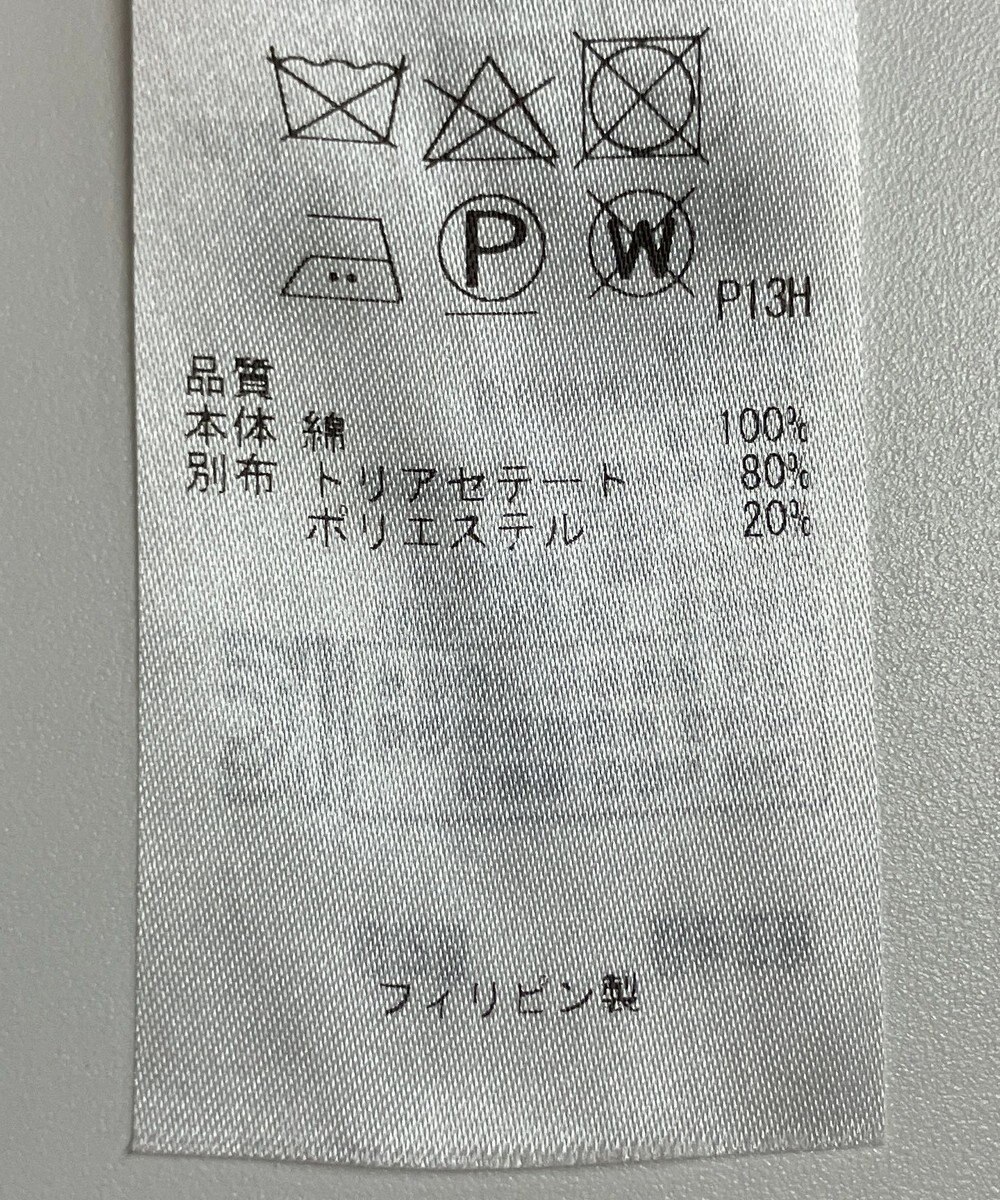 P W P13H
品質
本体 綿 100%
別布 トリアセテート 80%
ポリエステル 20%
フィリピン製